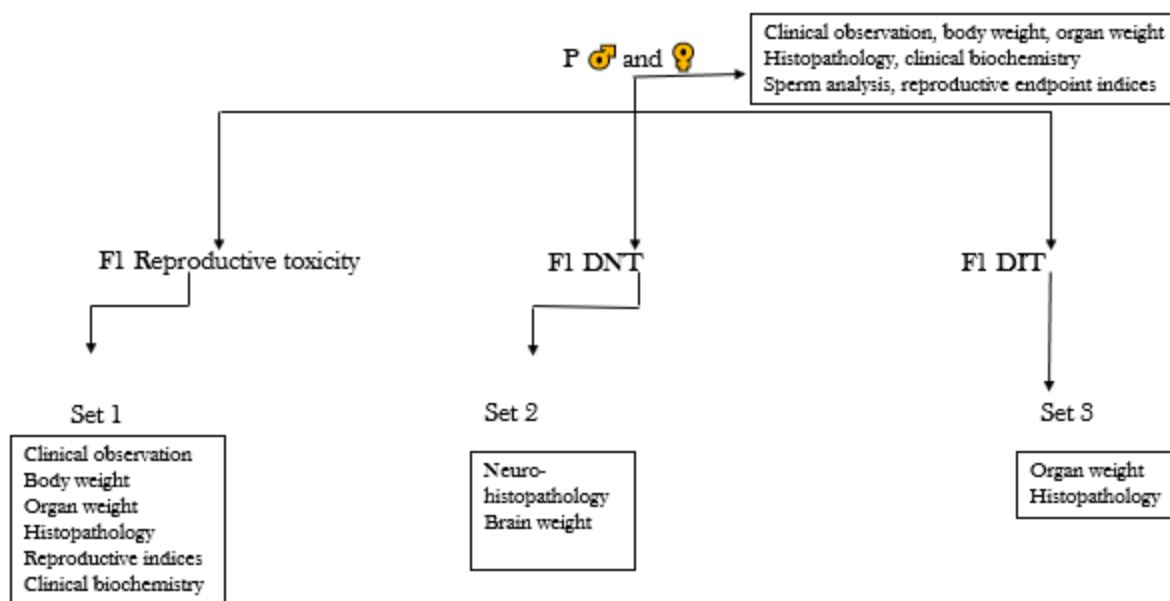 Clinical observation, body weight, organ weight
Histopathology, clinical biochemistry
Sperm analysis, reproductive endpoint indices
P ♂ and ♀
F1 Reproductive toxicity
F1 DNT
F1 DIT
Set 1
Clinical observation
Body weight
Organ weight
Histopathology
Reproductive indices
Clinical biochemistry
Set 2
Neuro-
histopathology
Brain weight
Set 3
Organ weight
Histopathology